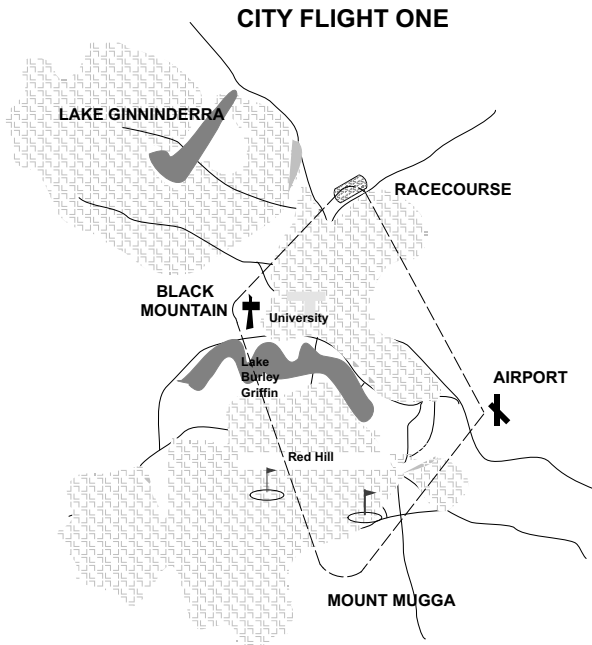 CITY FLIGHT ONE
LAKE GINNINDERRA
RACECOURSE
BLACK
MOUNTAIN
University
Lake
Burley
Griffin
AIRPORT
Red Hill
MOUNT MUGGA